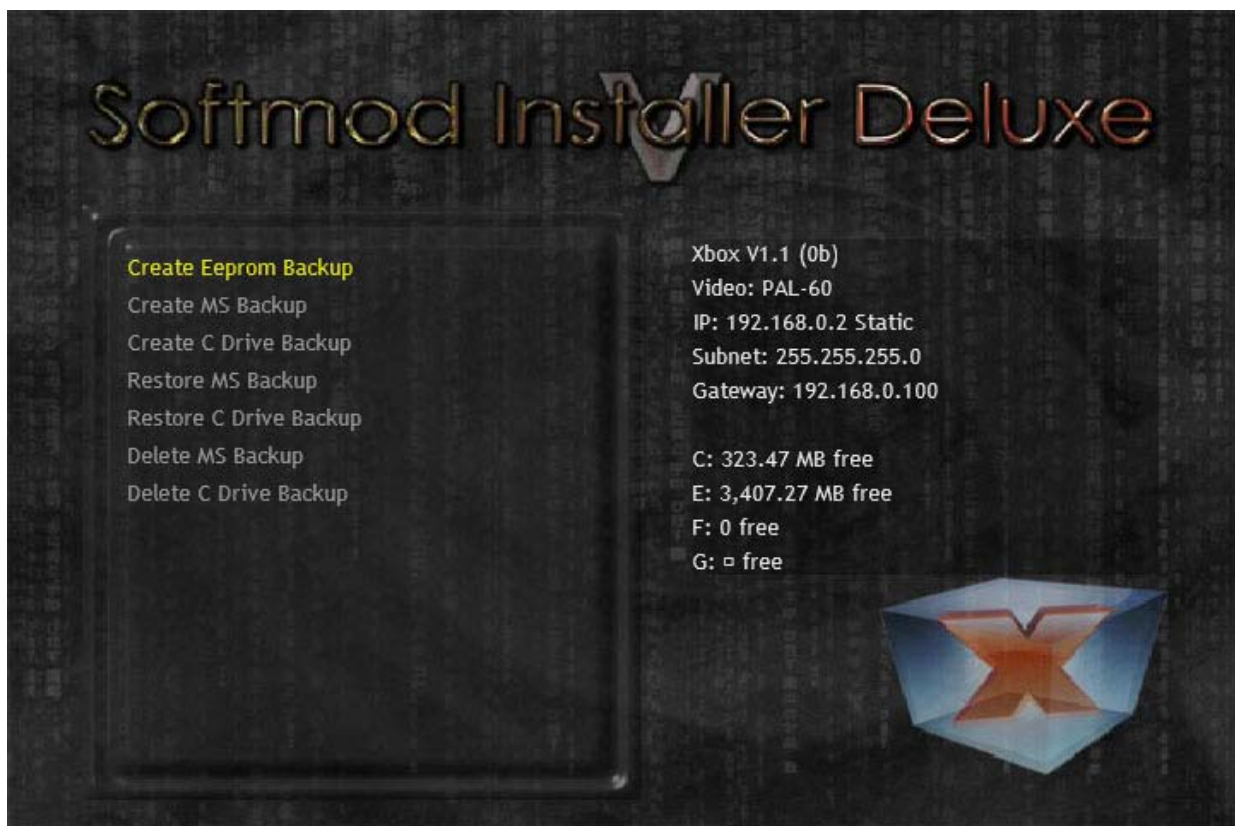 Softmod Installer Deluxe
V
Create Eeprom Backup
Create MS Backup
Create C Drive Backup
Restore MS Backup
Restore C Drive Backup
Delete MS Backup
Delete C Drive Backup
Xbox V1.1 (0b)
Video: PAL-60
IP: 192.168.0.2 Static
Subnet: 255.255.255.0
Gateway: 192.168.0.100
C: 323.47 MB free
E: 3,407.27 MB free
F: 0 free
G: ¤ free
X